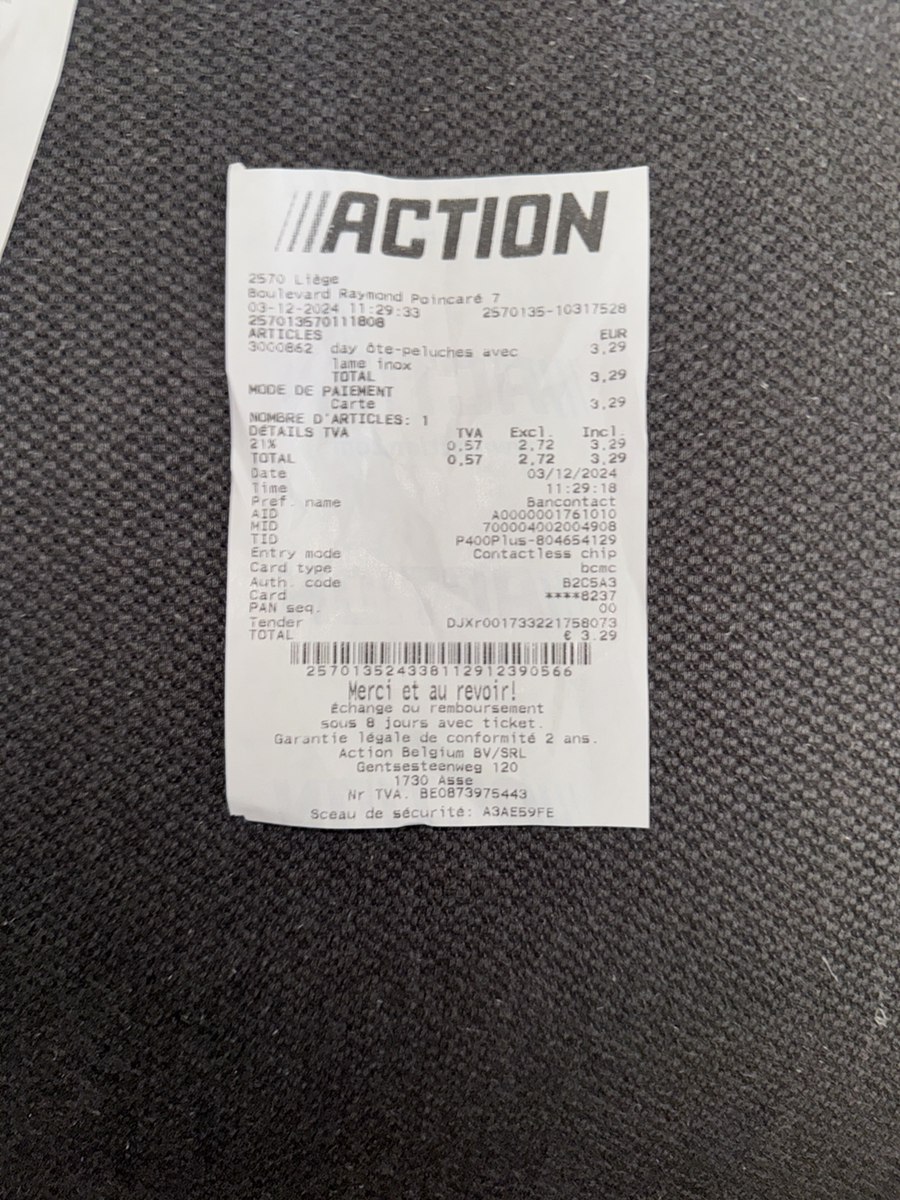 ACTION
2570 Liège
Boulevard Raymond Poincaré 7
03-12-2024 11:29:33 2570135-10317528
257013570111808
ARTICLES EUR
3000862 day ôte-peluches avec 3,29
lame inox
TOTAL 3,29
MODE DE PAIEMENT
Carte 3,29
NOMBRE D'ARTICLES: 1
DÉTAILS TVA TVA Excl. Incl.
21% 0,57 2,72 3,29
TOTAL 0,57 2,72 3,29
Date 03/12/2024
Time 11:29:18
Pref. name Bancontact
AID A0000001761010
MID 700004002004908
TID P400Plus-804654129
Entry mode Contactless chip
Card type bcmc
Auth. code B2C5A3
Card ****8237
PAN seq. 00
Tender DJXr001733221758073
TOTAL € 3.29
257013524338112912390566
Merci et au revoir!
Échange ou remboursement
sous 8 jours avec ticket.
Garantie légale de conformité 2 ans.
Action Belgium BV/SRL
Gentsesteenweg 120
1730 Asse
Nr TVA. BE0873975443
Sceau de sécurité: A3AE59FE